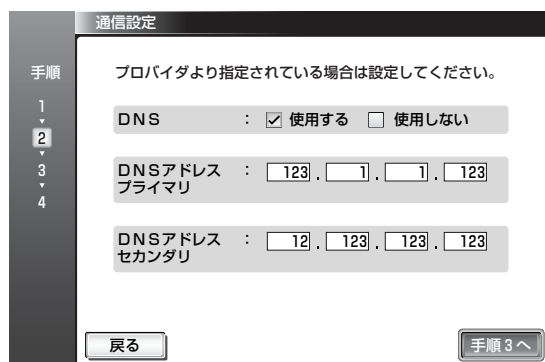 通信設定
手順
1
2
3
4
プロバイダより指定されている場合は設定してください。
DNS : 使用する 使用しない
DNSアドレス : 123 . 1 . 1 . 123
プライマリ
DNSアドレス : 12 . 123 . 123 . 123
セカンダリ
戻る 手順3へ